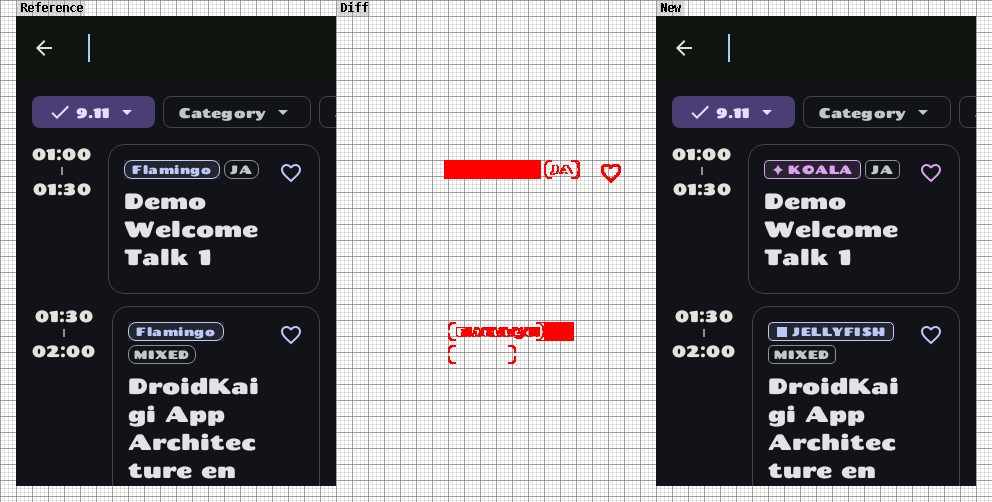 Reference
Diff
New
9.11
Category
01:00
01:30
Flamingo
JA
Demo
Welcome
Talk 1
01:30
02:00
Flamingo
MIXED
DroidKai
gi App
Architec
ture en
9.11
Category
01:00
01:30
KOALA
JA
Demo
Welcome
Talk 1
01:30
02:00
JELLYFISH
MIXED
DroidKai
gi App
Architec
ture en